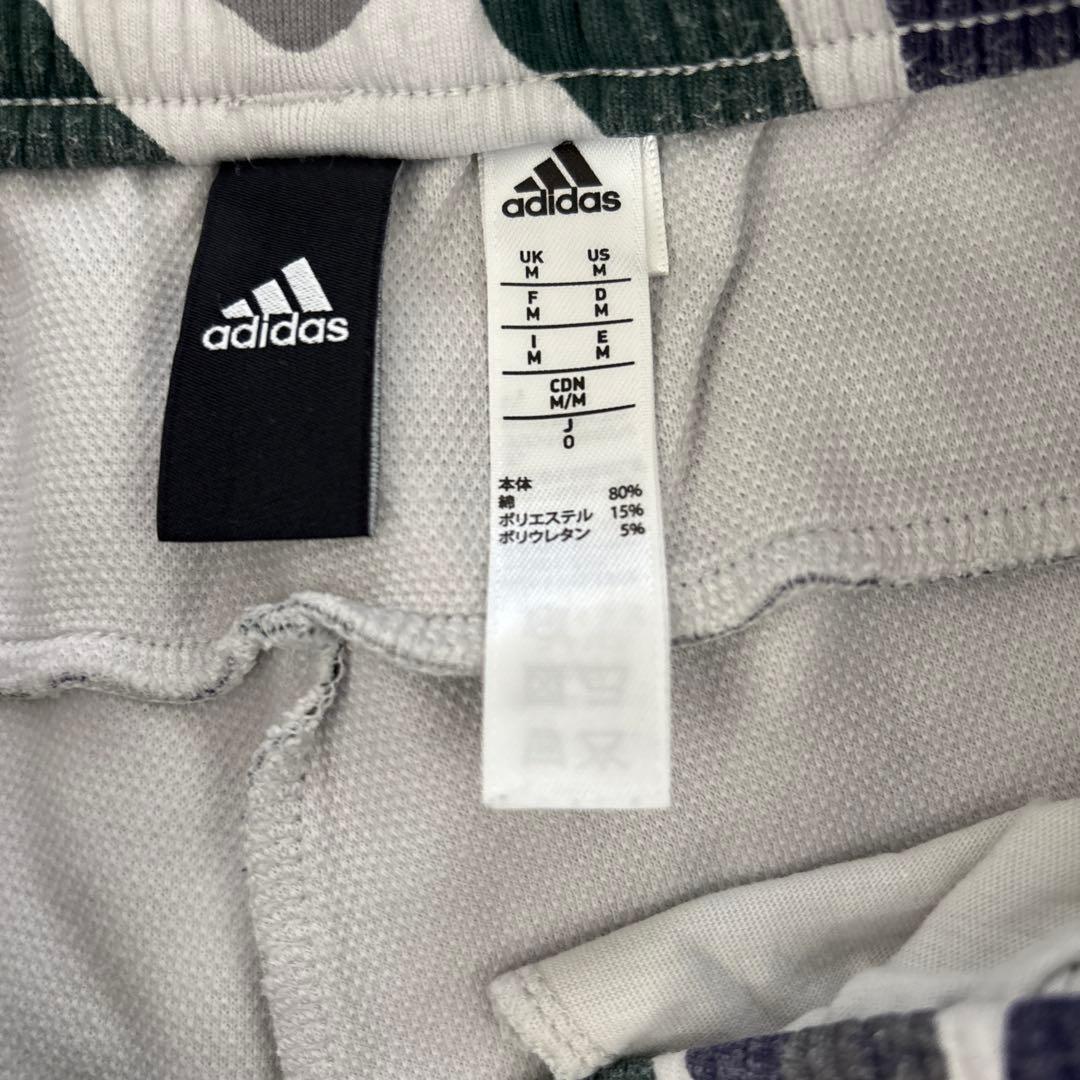 adidas
adidas
UK US
M M
F D
M M
I E
M M
CDN
M/M
J
O
本体
綿 80%
ポリエステル 15%
ポリウレタン 5%